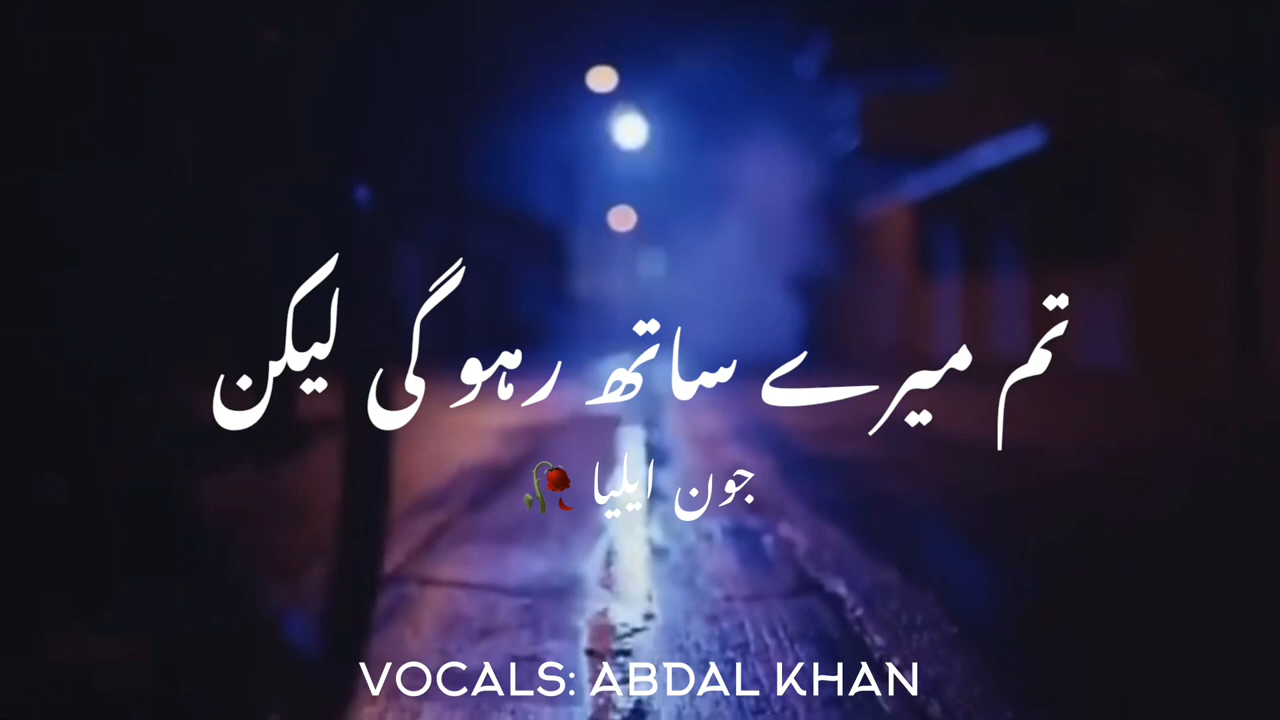 تم میرے ساتھ رہو گی لیکن
جون ایلیا 🥀
VOCALS: ABDAL KHAN